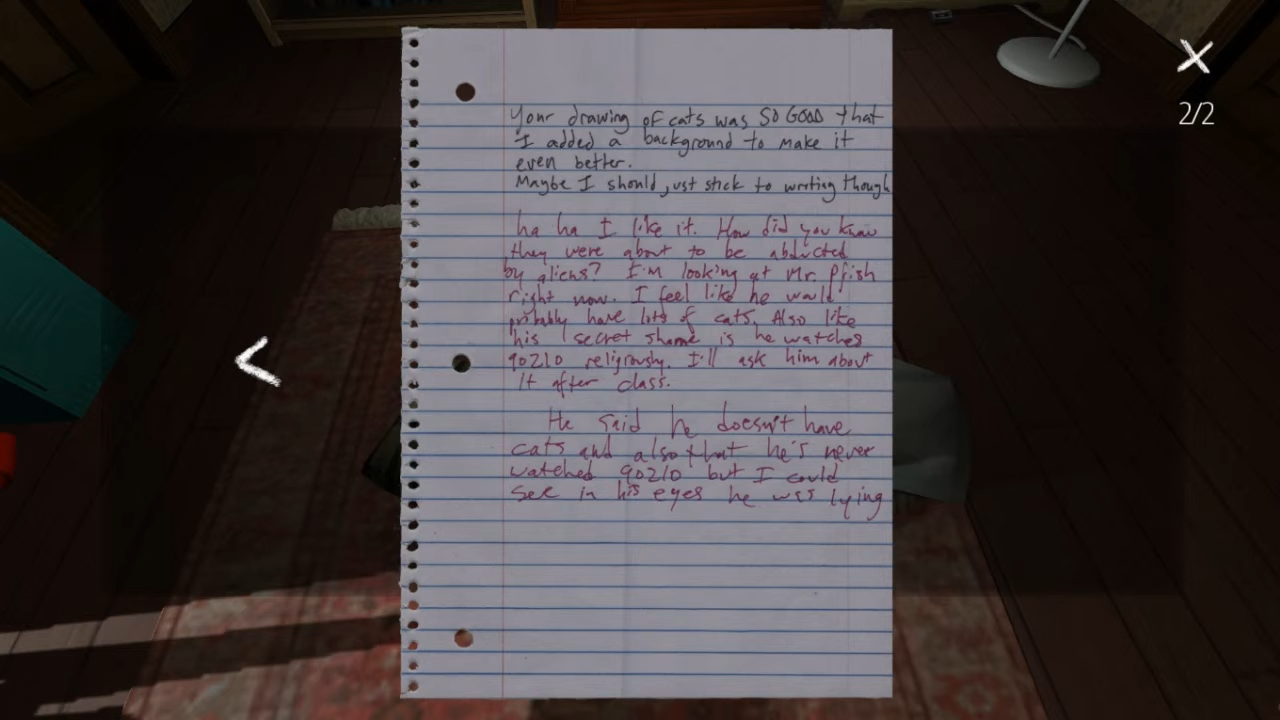 2/2
Your drawing of cats was SO GOOD that
I added a background to make it
even better.
Maybe I should just stick to writing though
ha ha I like it. How did you know
they were about to be abducted
by aliens? I'm looking at Mr. Pfish
right now. I feel like he would
probably have lots of cats. Also like
his secret shame is he watches
90210 religiously. I'll ask him about
it after class.
He said he doesn't have
cats and also that he's never
watched 90210 but I could
see in his eyes he was lying